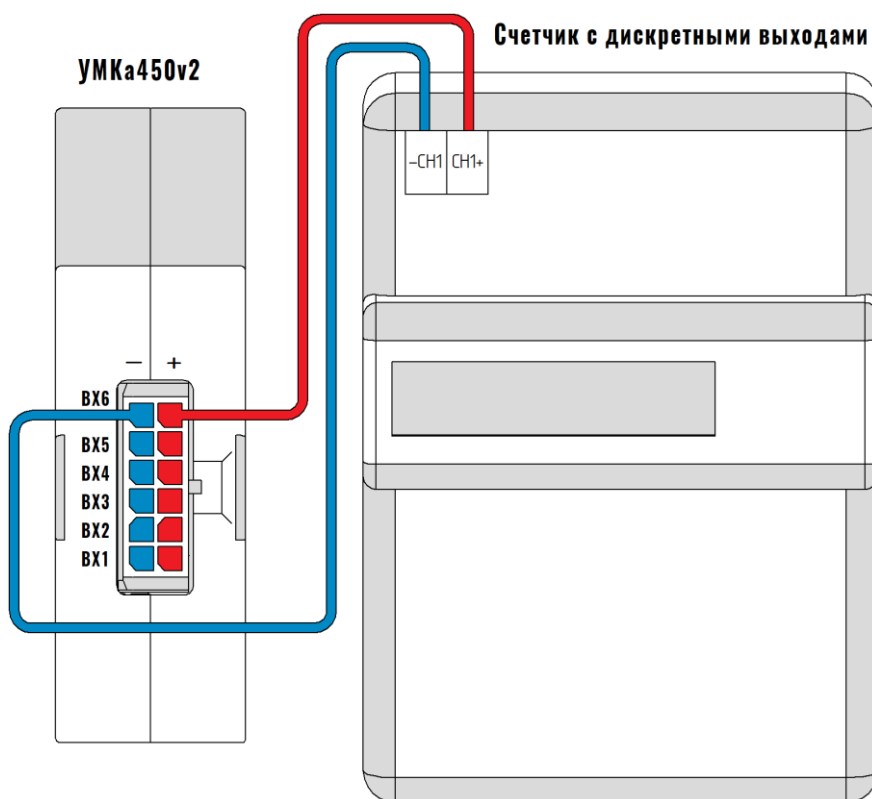 Счетчик с дискретными выходами
УМКа450v2
–CH1 CH1+
– +
ВХ6
ВХ5
ВХ4
ВХ3
ВХ2
ВХ1